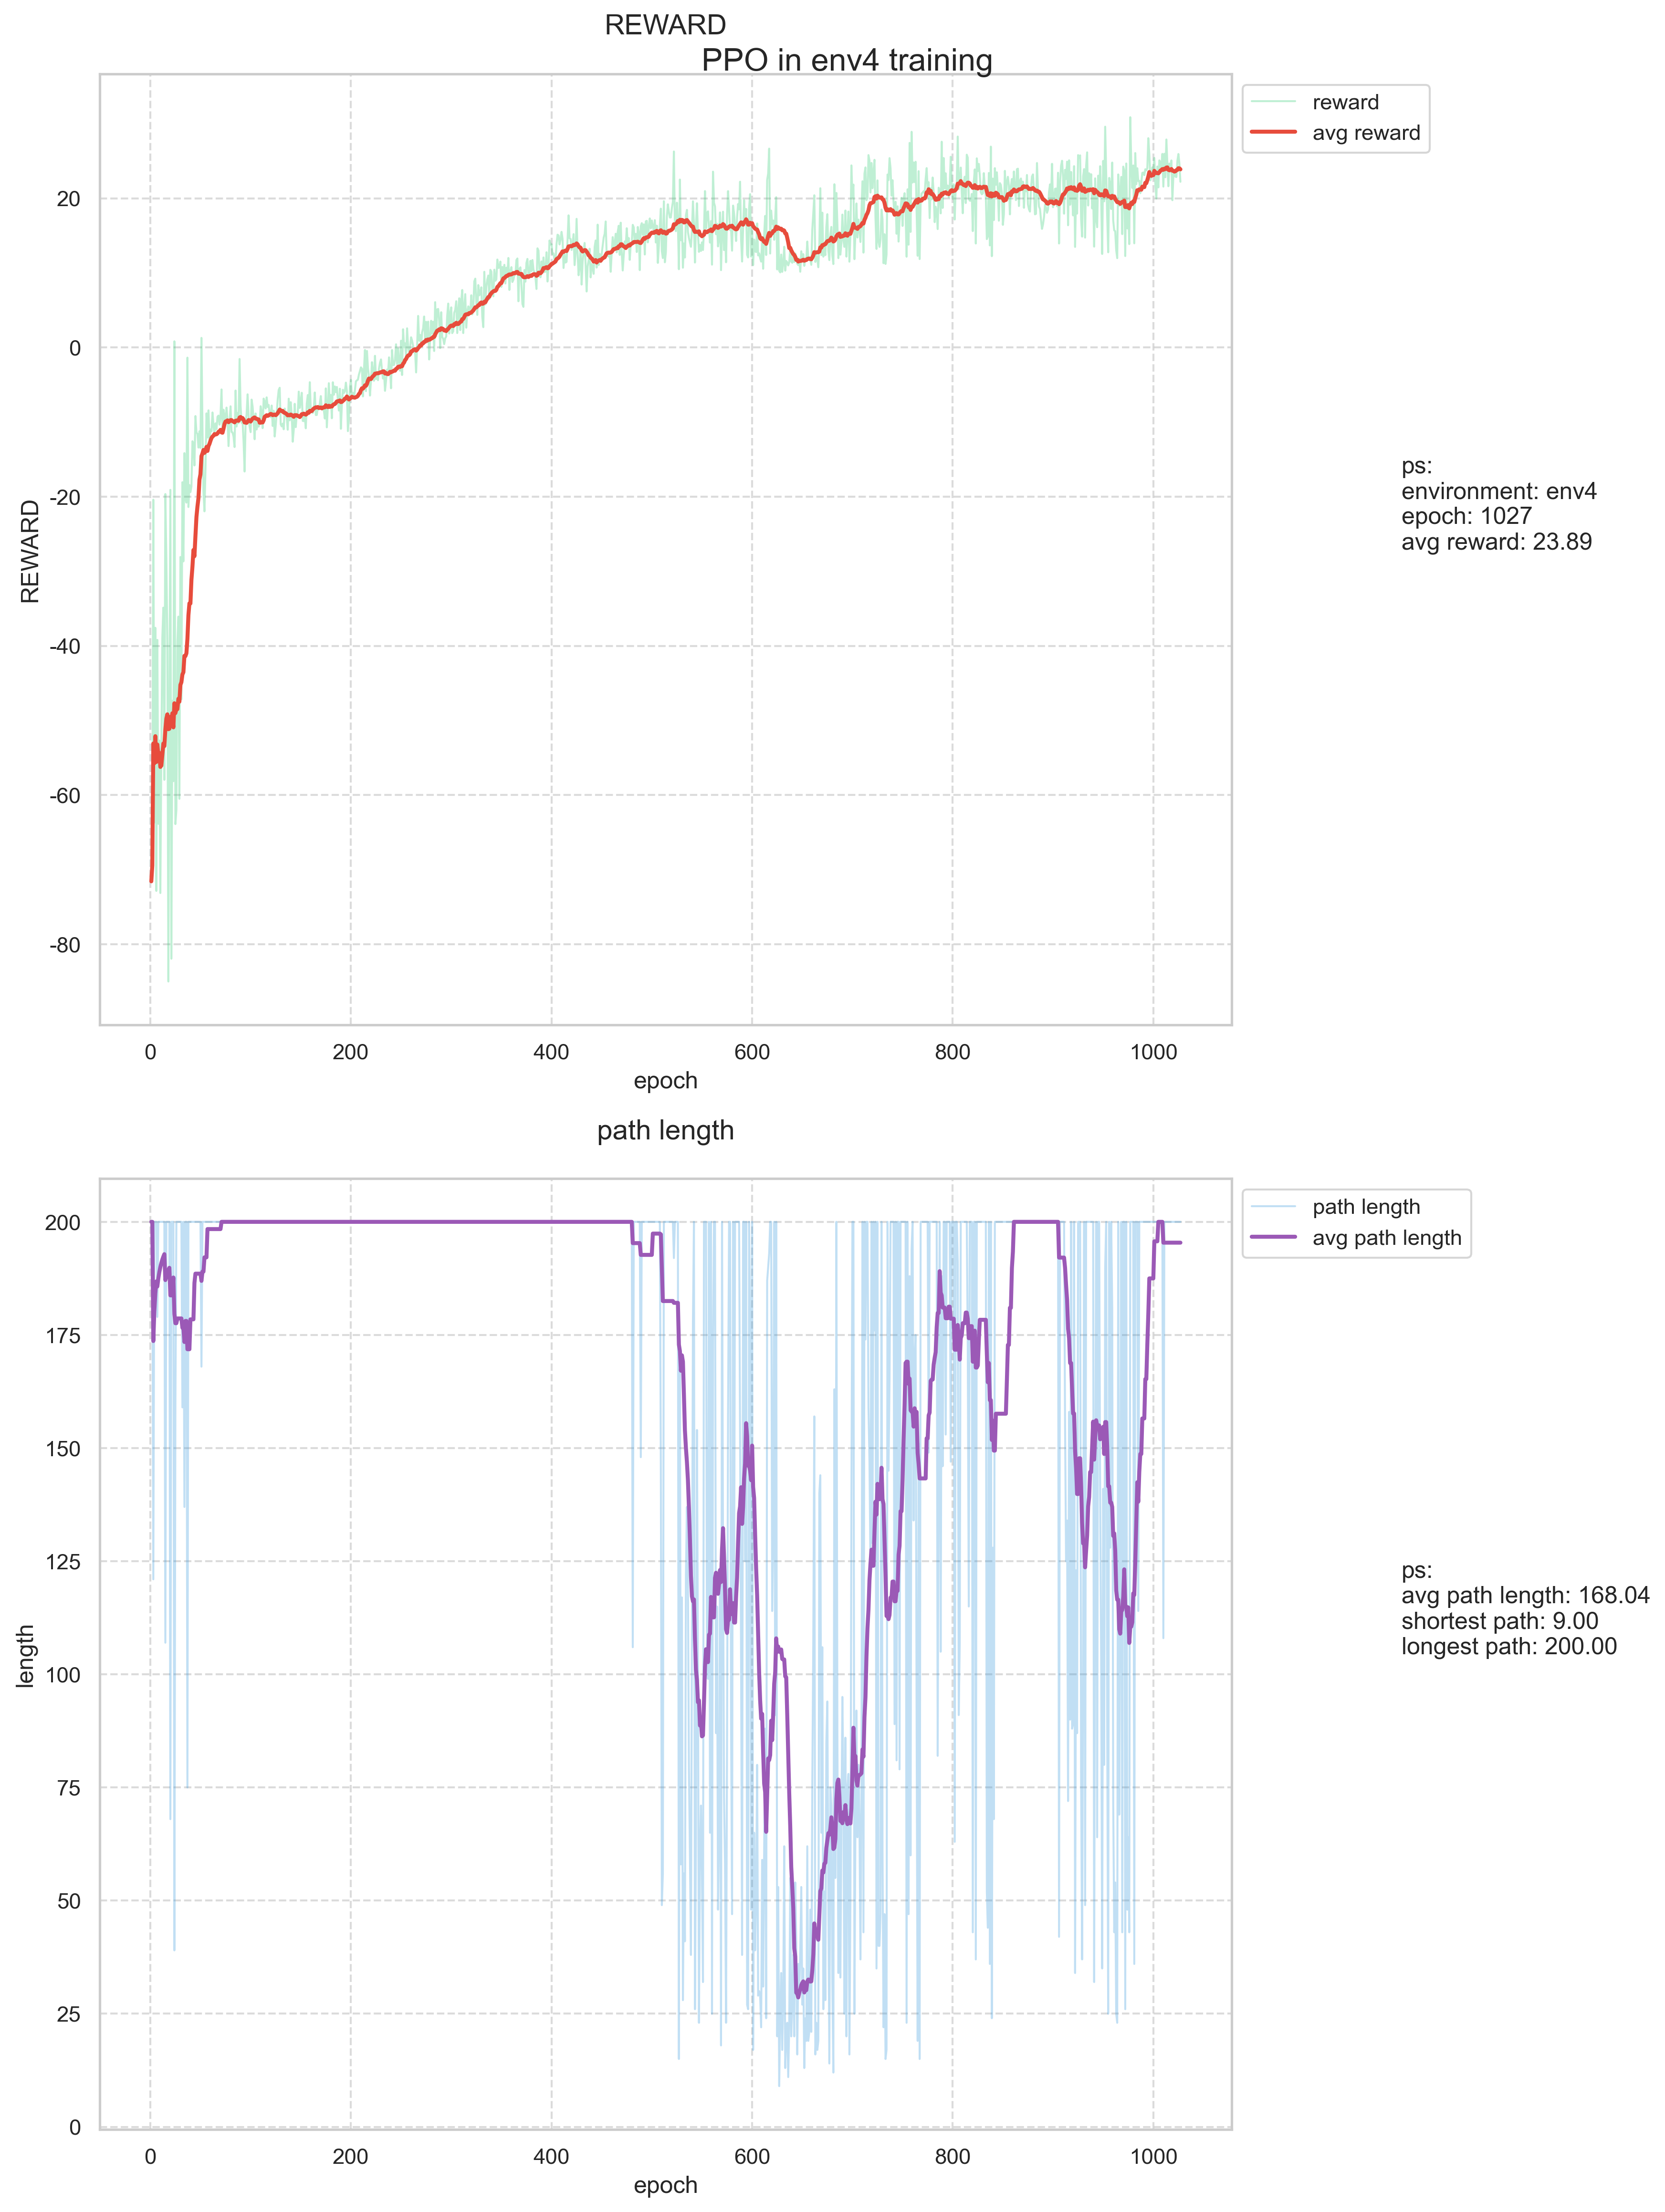 REWARD
PPO in env4 training
reward
avg reward
20
0
-20
-40
-60
-80
REWARD
0 200 400 600 800 1000
epoch
ps:
environment: env4
epoch: 1027
avg reward: 23.89
path length
path length
avg path length
200
175
150
125
100
75
50
25
0
length
0 200 400 600 800 1000
epoch
ps:
avg path length: 168.04
shortest path: 9.00
longest path: 200.00